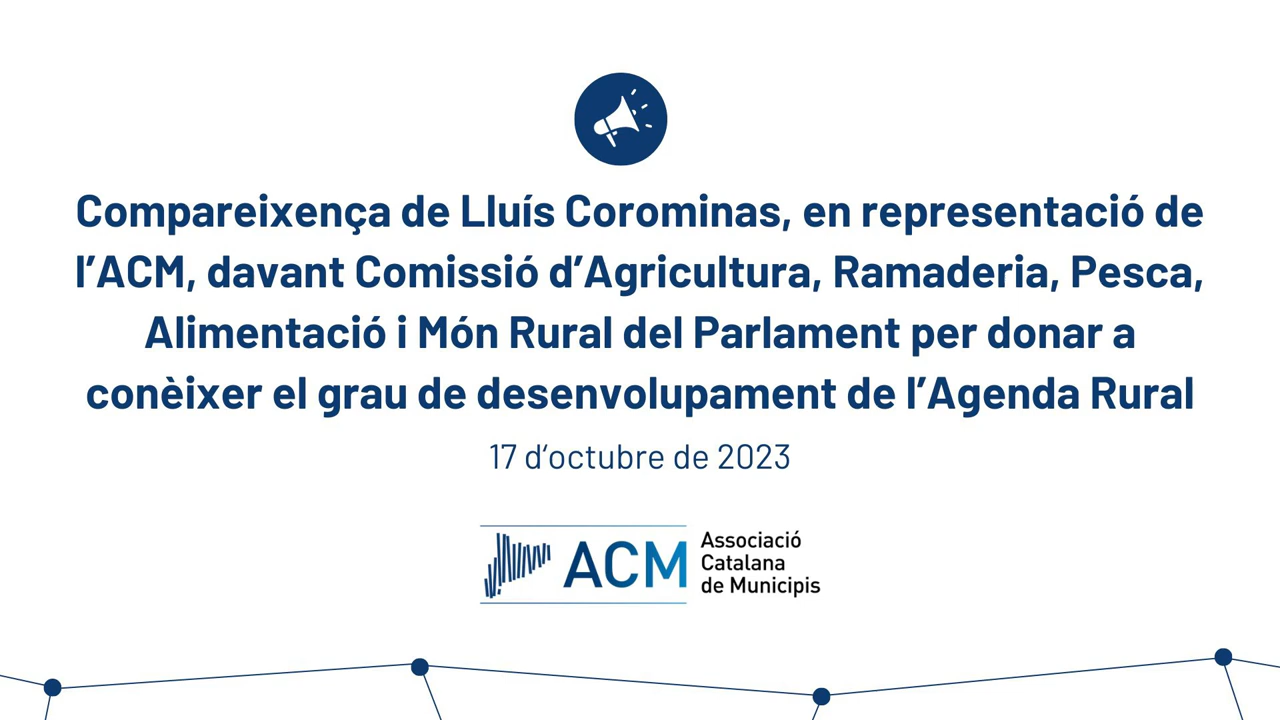 Compareixença de Lluís Corominas, en representació de
l’ACM, davant Comissió d’Agricultura, Ramaderia, Pesca,
Alimentació i Món Rural del Parlament per donar a
conèixer el grau de desenvolupament de l’Agenda Rural
17 d’octubre de 2023
ACM
Associació
Catalana
de Municipis